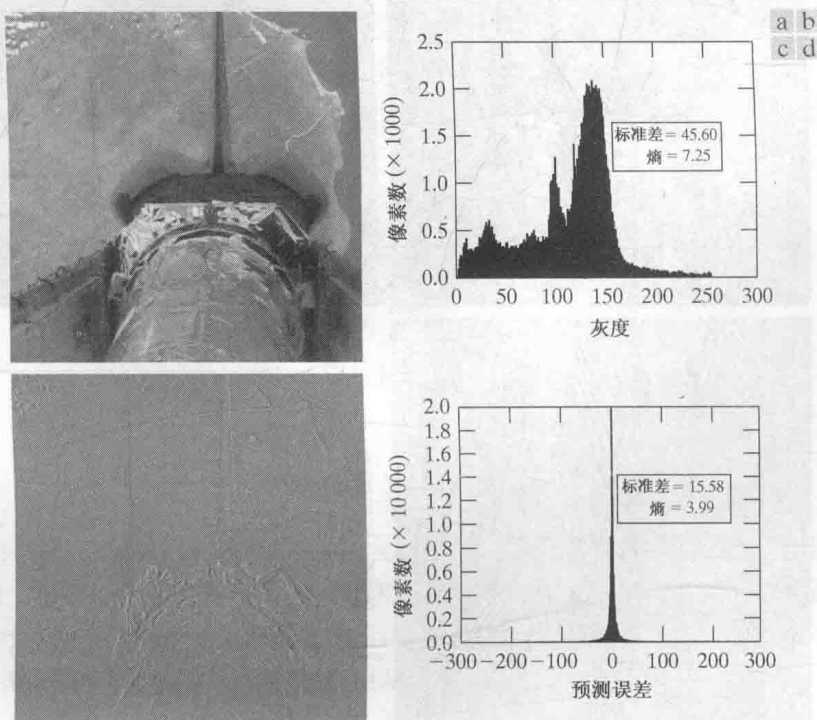 a b
c d
2.5
2.0
1.5
1.0
0.5
0.0
像素数 (× 1000)
标准差 = 45.60
熵 = 7.25
0 50 100 150 200 250 300
灰度
2.0
1.8
1.6
1.4
1.2
1.0
0.8
0.6
0.4
0.2
0.0
像素数 (× 10 000)
标准差 = 15.58
熵 = 3.99
−300 −200 −100 0 100 200 300
预测误差